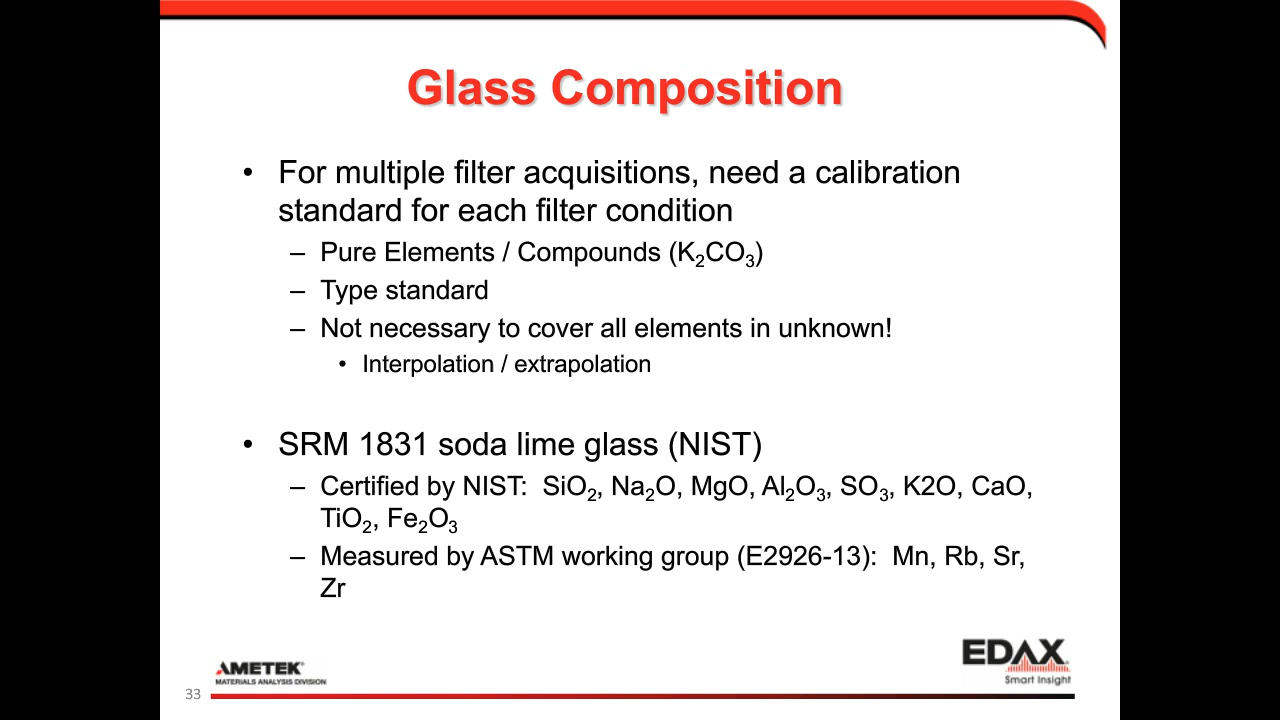 Glass Composition
• For multiple filter acquisitions, need a calibration
standard for each filter condition
– Pure Elements / Compounds (K₂CO₃)
– Type standard
– Not necessary to cover all elements in unknown!
• Interpolation / extrapolation
• SRM 1831 soda lime glass (NIST)
– Certified by NIST: SiO₂, Na₂O, MgO, Al₂O₃, SO₃, K2O, CaO,
TiO₂, Fe₂O₃
– Measured by ASTM working group (E2926-13): Mn, Rb, Sr,
Zr
AMETEK®
MATERIALS ANALYSIS DIVISION
EDAX
Smart Insight
33